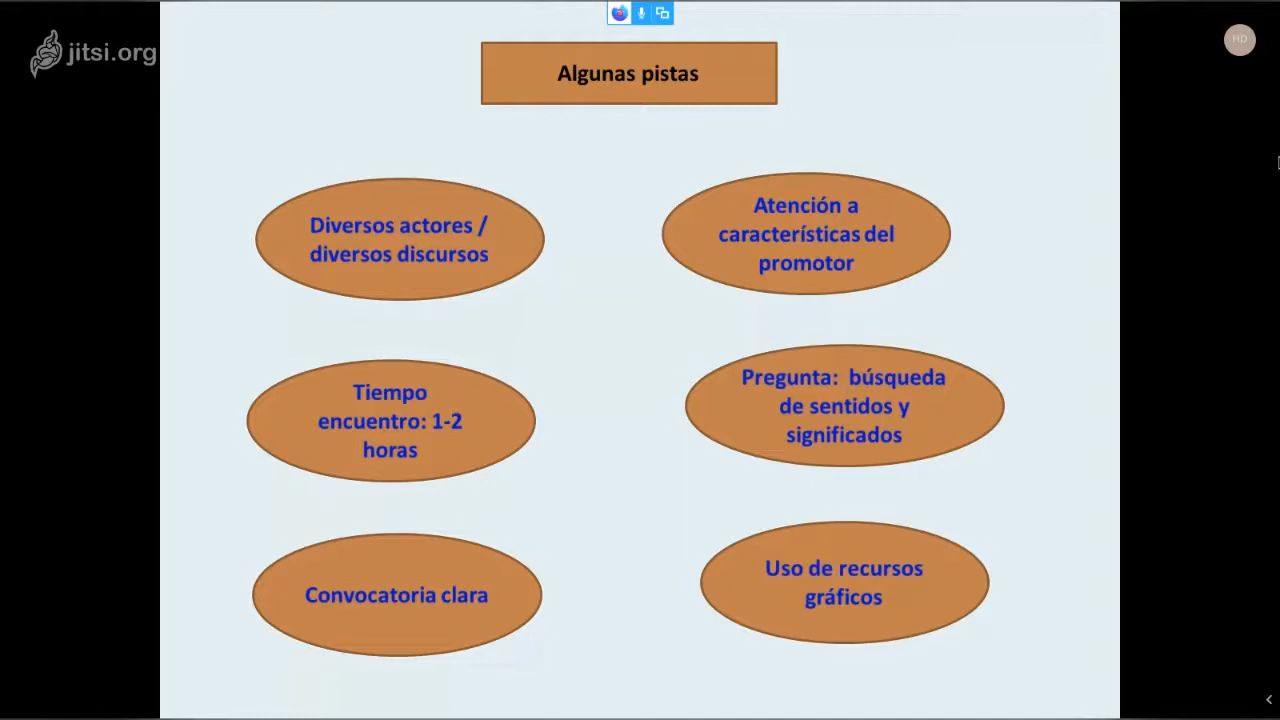 jitsi.org
HD
Algunas pistas
Diversos actores /
diversos discursos
Atención a
características del
promotor
Tiempo
encuentro: 1-2
horas
Pregunta:  búsqueda
de sentidos y
significados
Convocatoria clara
Uso de recursos
gráficos